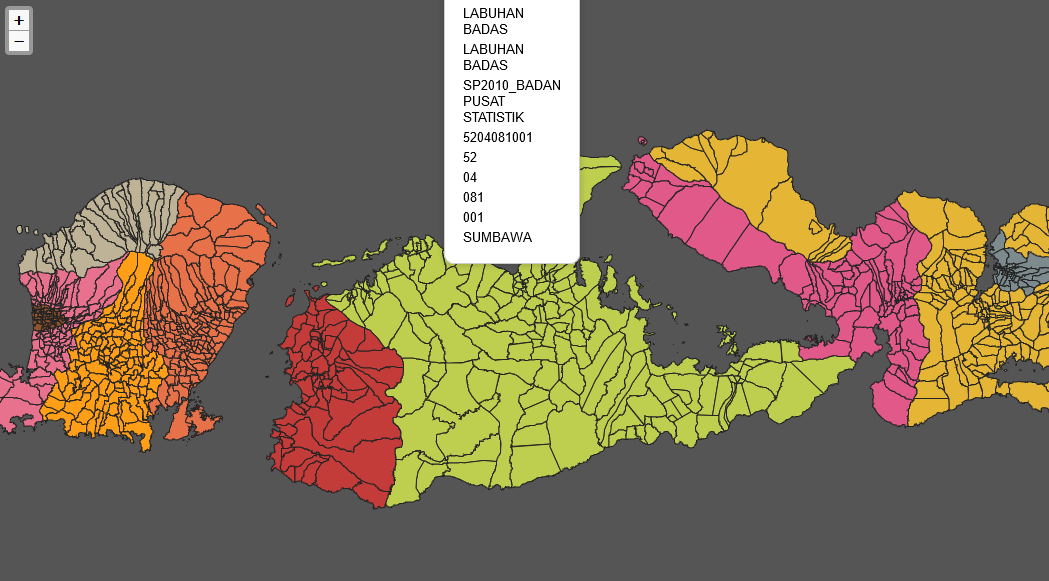 +
−
LABUHAN
BADAS
LABUHAN
BADAS
SP2010_BADAN
PUSAT
STATISTIK
5204081001
52
04
081
001
SUMBAWA